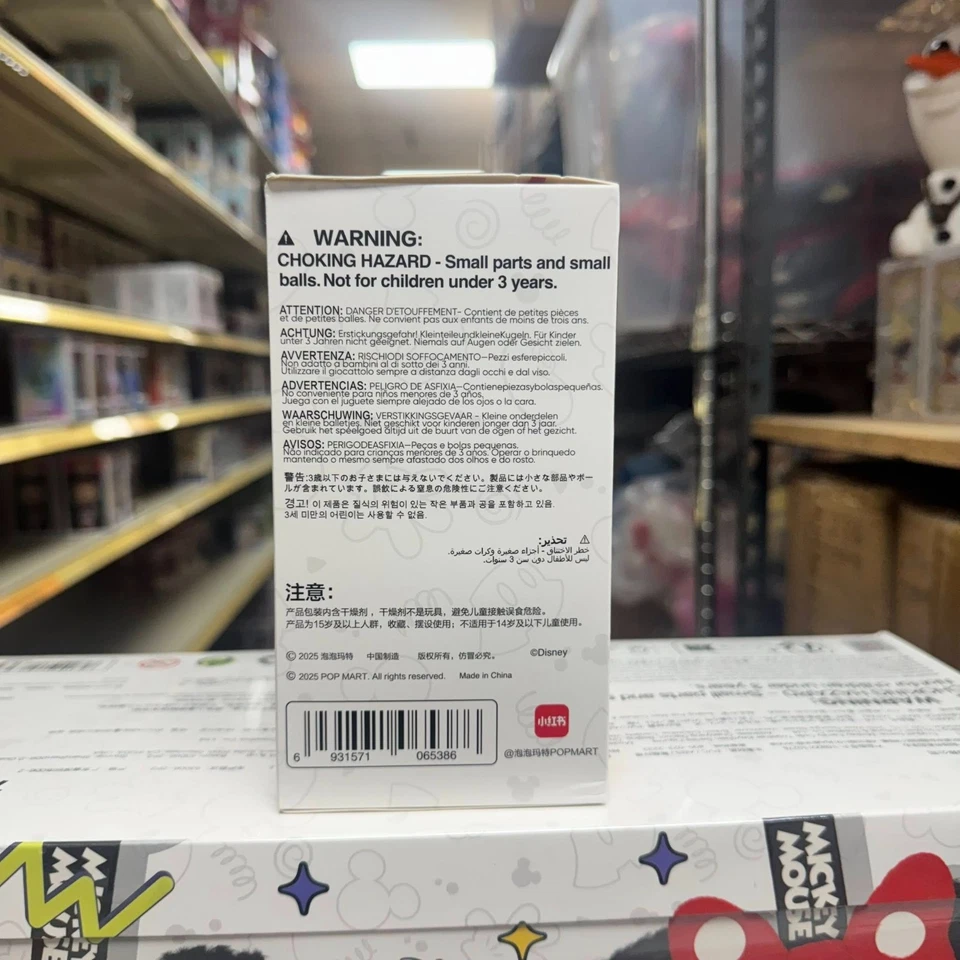 ⚠ WARNING:
CHOKING HAZARD - Small parts and small
balls. Not for children under 3 years.
ATTENTION: DANGER D'ETOUFFEMENT- Contient de petites pièces
et de petites balles. Ne convient pas aux enfants de moins de trois ans.
ACHTUNG: Erstickungsgefahr! KleinteileundkleineKugeln. Für Kinder
unter 3 Jahren nicht geeignet. Niemals auf Augen oder Gesicht zielen.
AVVERTENZA: RISCHIODI SOFFOCAMENTO—Pezzi esferepiccoli.
Non adatto a bambini al di sotto dei 3 anni.
Utilizzare il giocattolo sempre a distanza dagli occhi e dal viso.
ADVERTENCIAS: PELIGRO DE ASFIXIA—Contienepiezasybolaspequeñas.
No conveniente para niños menores de 3 años.
Juega con el juguete siempre alejado de los ojos o la cara.
WAARSCHUWING: VERSTIKKINGSGEVAAR - Kleine onderdelen
en kleine balletjes. Niet geschikt voor kinderen jonger dan 3 jaar.
Gebruik het speelgoed altijd uit de buurt van de ogen of het gezicht.
AVISOS: PERIGODEASFIXIA—Peças e bolas pequenas.
Não indicado para crianças menores de 3 años. Operar o brinquedo
mantendo o mesmo sempre afastado dos olhos e do rosto.
警告:3歳以下のお子さまには与えないでください。製品には小さな部品やボー
ルが含まれています。誤飲による窒息の危険性にご注意ください。
경고! 이 제품은 질식의 위험이 있는 작은 부품과 공을 포함하고 있음.
3세 미만의 어린이는 사용할 수 없음.
⚠ تحذير:
خطر الاختناق - أجزاء صغيرة وكرات صغيرة.
ليس للأطفال دون سن 3 سنوات.
注意：
产品包装内含干燥剂，干燥剂不是玩具，避免儿童接触误食危险。
产品为15岁及以上人群，收藏、摆设使用；不适用于14岁及以下儿童使用。
© 2025 泡泡玛特 中国制造 版权所有，仿冒必究。 ©Disney
© 2025 POP MART. All rights reserved. Made in China
6 931571 065386
小红书
@泡泡玛特POPMART
MICKEY
MOUSE